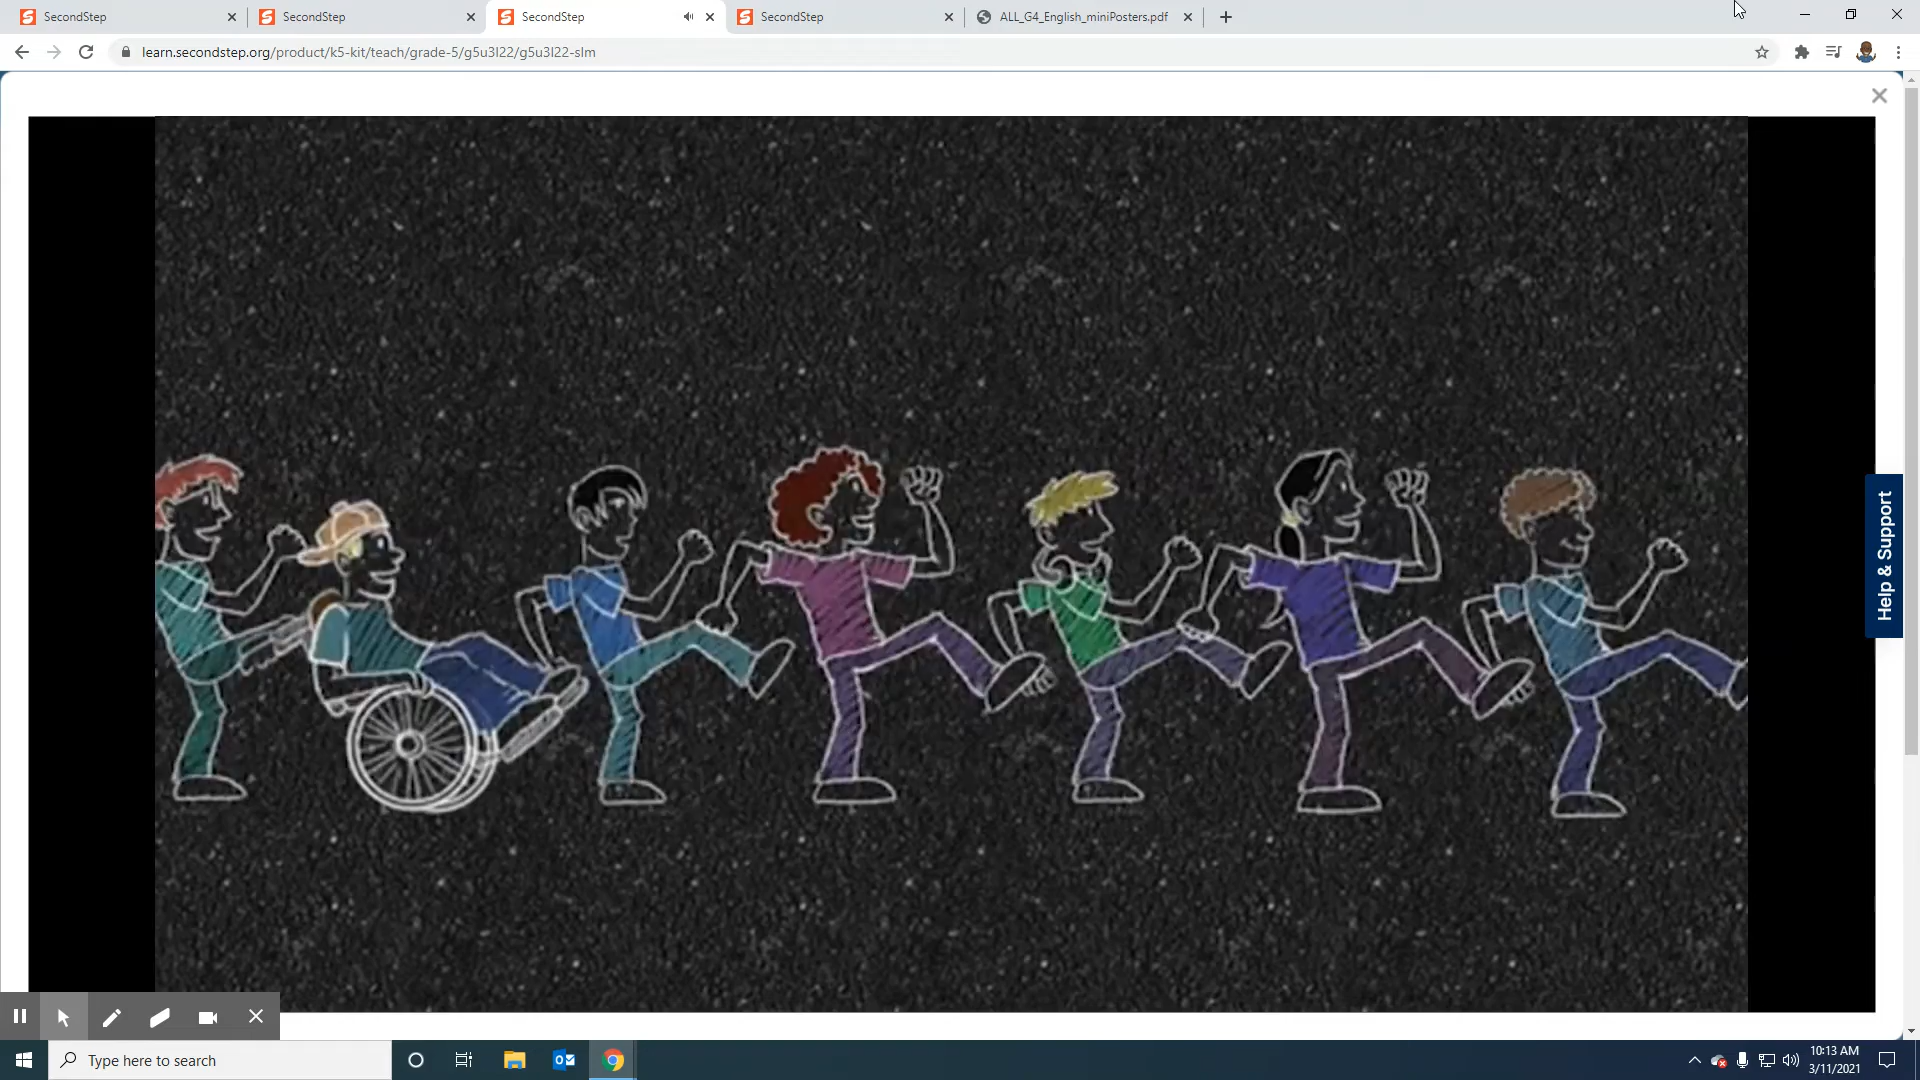 SecondStep
SecondStep
SecondStep
SecondStep
ALL_G4_English_miniPosters.pdf
learn.secondstep.org/product/k5-kit/teach/grade-5/g5u3l22/g5u3l22-slm
Help & Support
Type here to search
10:13 AM
3/11/2021